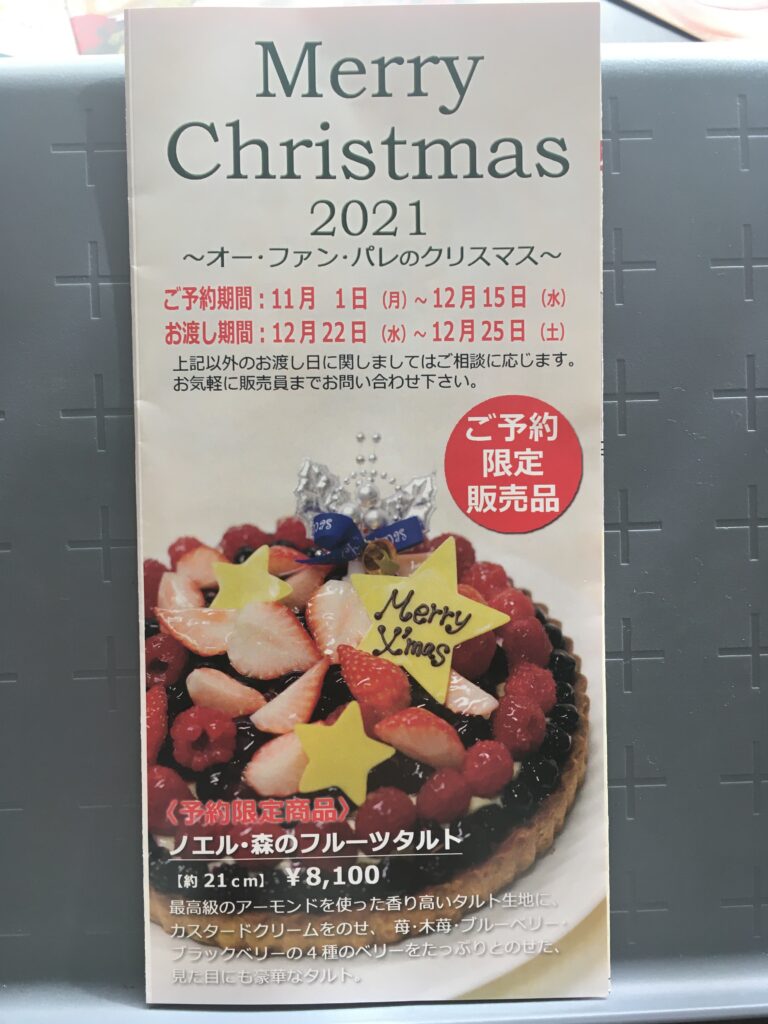 Merry
Christmas
2021
～オー・ファン・パレのクリスマス～
ご予約期間：11月 1日（月）～12月15日（水）
お渡し期間：12月22日（水）～12月25日（土）
上記以外のお渡し日に関しましてはご相談に応じます。
お気軽に販売員までお問い合わせ下さい。
ご予約
限定
販売品
Merry
X'mas
〈予約限定商品〉
ノエル・森のフルーツタルト
【約21cm】 ￥8,100
最高級のアーモンドを使った香り高いタルト生地に、
カスタードクリームをのせ、苺・木苺・ブルーベリー・
ブラックベリーの4種のベリーをたっぷりとのせた、
見た目にも豪華なタルト。